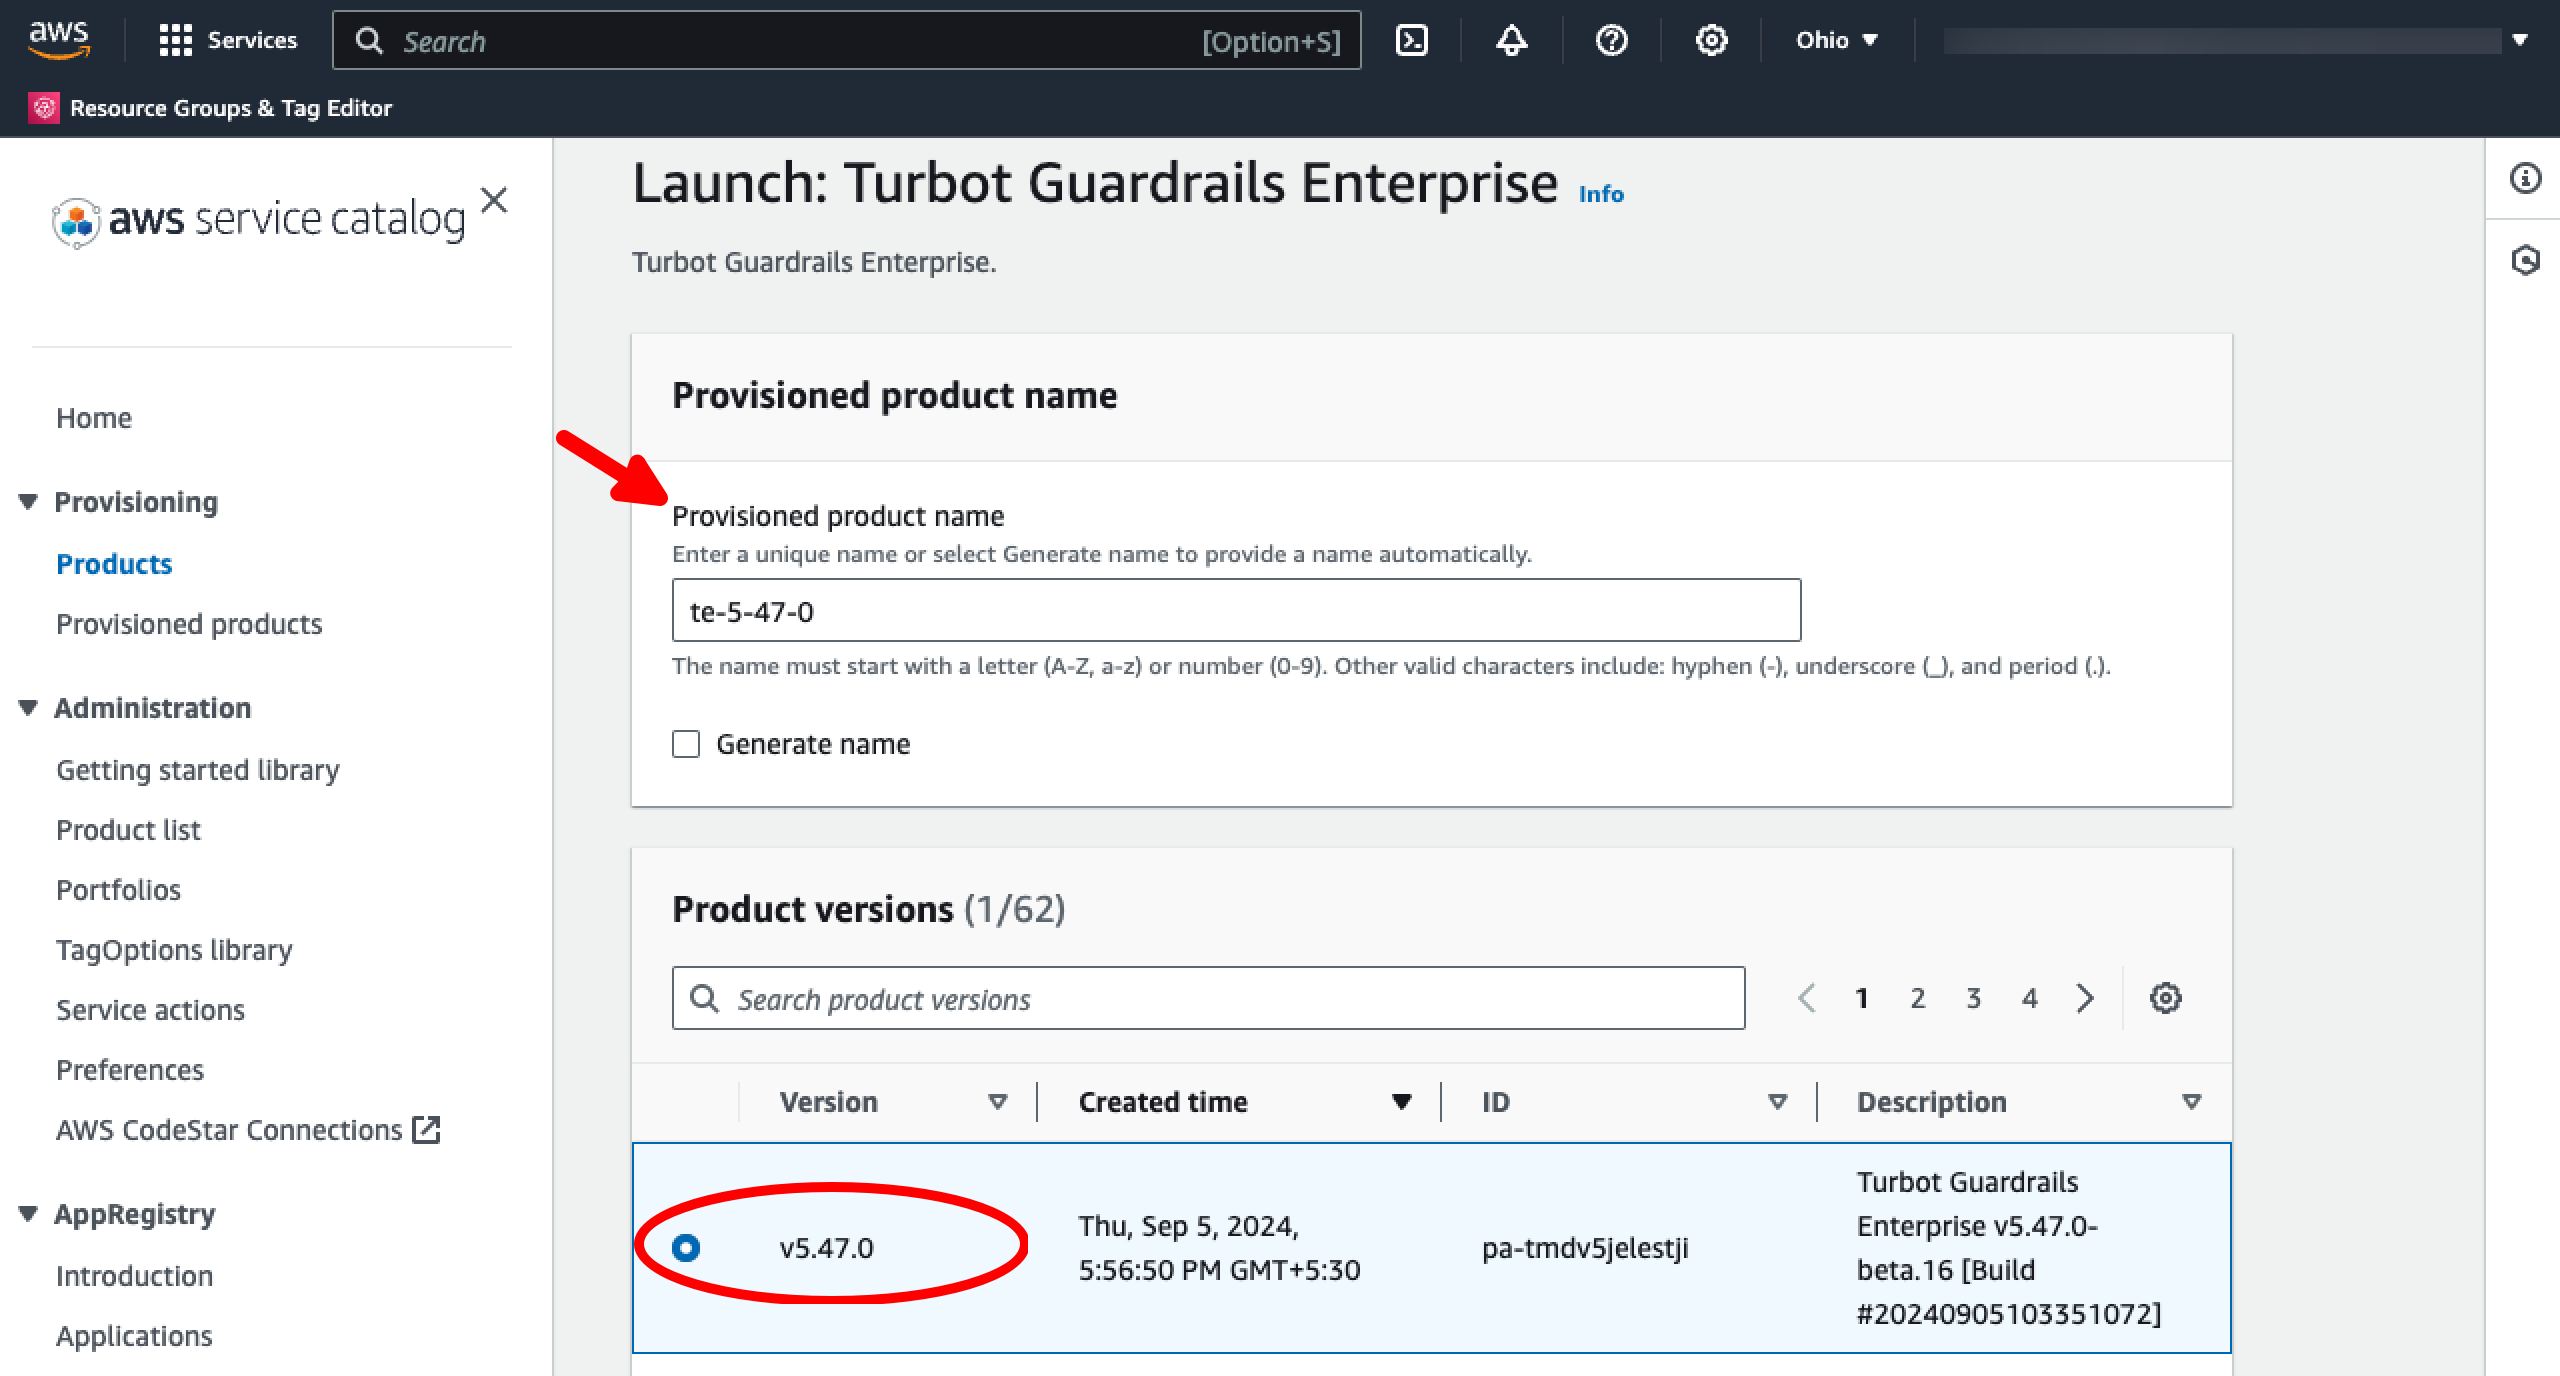 aws
Services
Search
[Option+S]
Ohio
Resource Groups & Tag Editor
aws service catalog
Home
Provisioning
Products
Provisioned products
Administration
Getting started library
Product list
Portfolios
TagOptions library
Service actions
Preferences
AWS CodeStar Connections
AppRegistry
Introduction
Applications
Launch: Turbot Guardrails Enterprise Info
Turbot Guardrails Enterprise.
Provisioned product name
Provisioned product name
Enter a unique name or select Generate name to provide a name automatically.
te-5-47-0
The name must start with a letter (A-Z, a-z) or number (0-9). Other valid characters include: hyphen (-), underscore (_), and period (.).
Generate name
Product versions (1/62)
Search product versions
1 2 3 4
Version
Created time
ID
Description
v5.47.0
Thu, Sep 5, 2024,
5:56:50 PM GMT+5:30
pa-tmdv5jelestji
Turbot Guardrails
Enterprise v5.47.0-
beta.16 [Build
#20240905103351072]